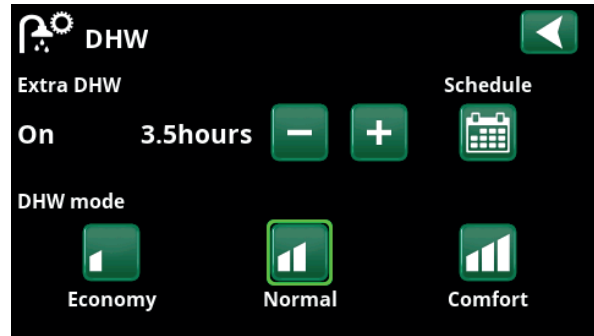 DHW
Extra DHW
Schedule
On 3.5hours
DHW mode
Economy Normal Comfort